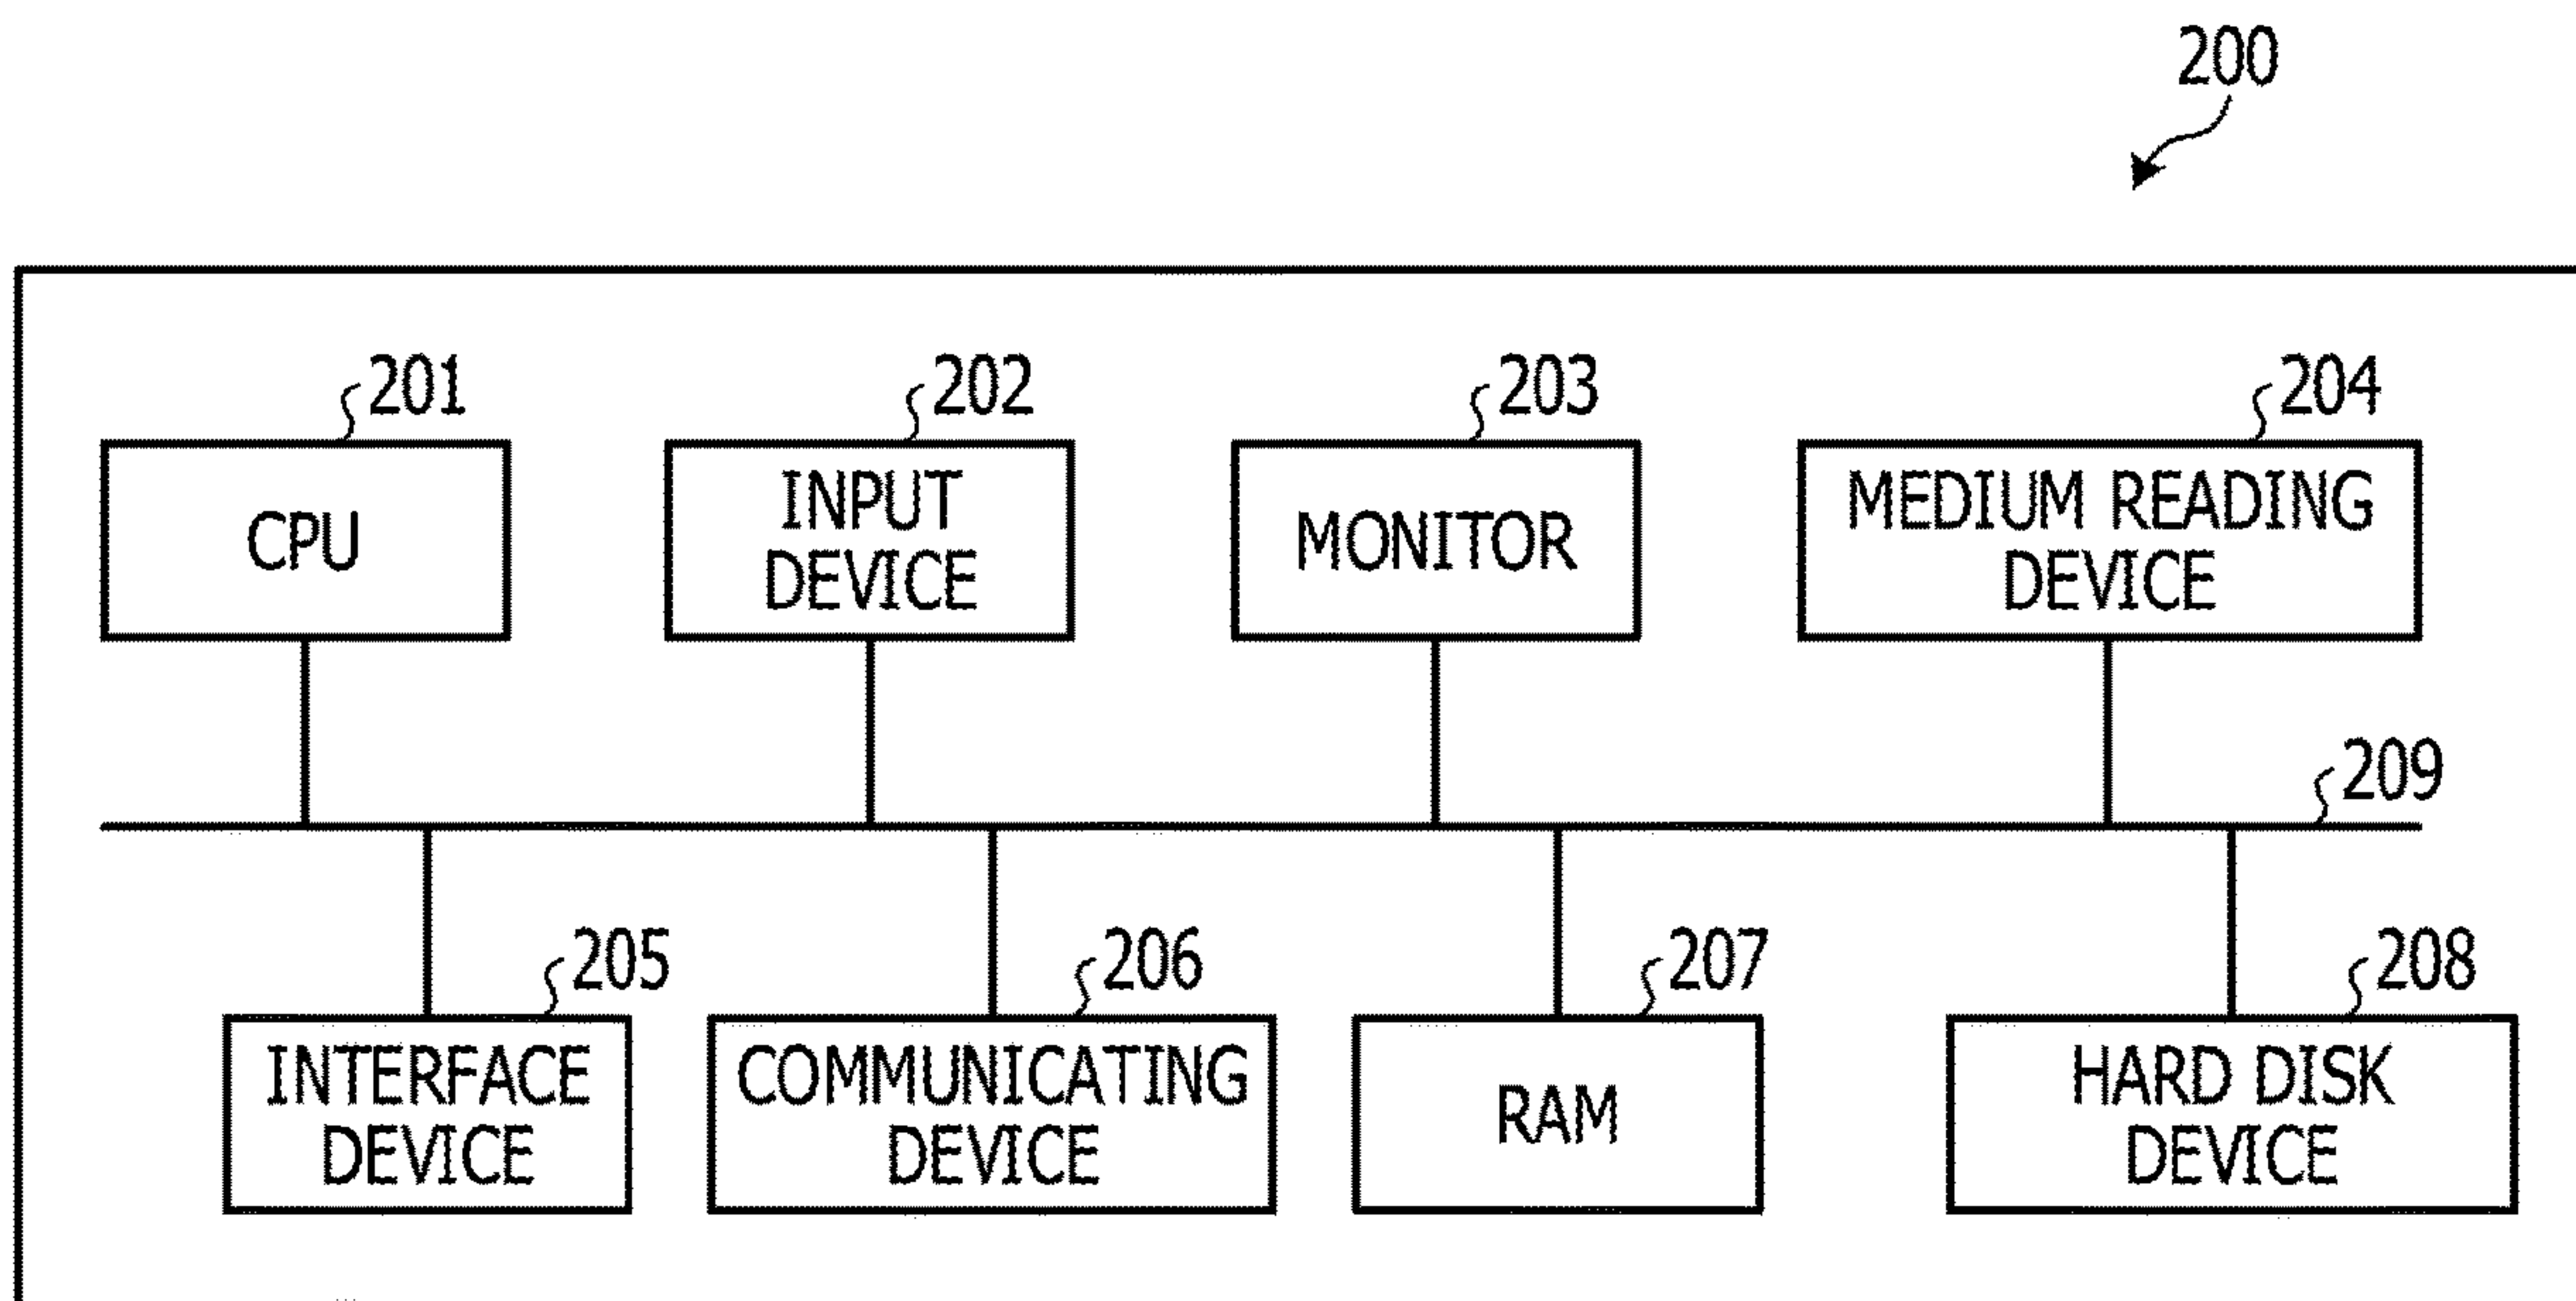 200
201
202
203
204
CPU
INPUT
DEVICE
MONITOR
MEDIUM READING
DEVICE
209
205
206
207
208
INTERFACE
DEVICE
COMMUNICATING
DEVICE
RAM
HARD DISK
DEVICE